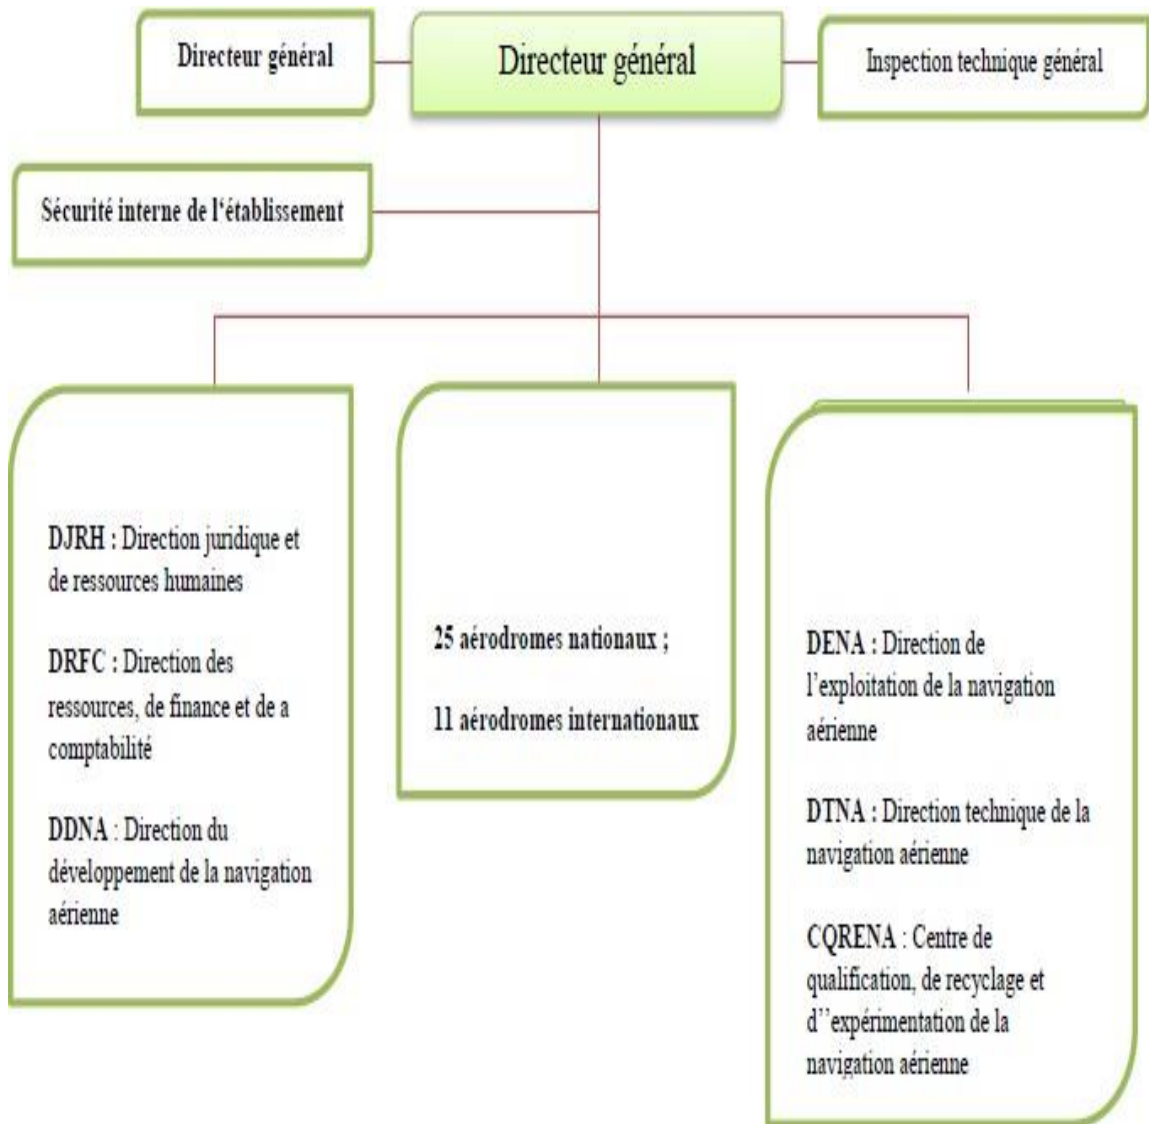 Directeur général
Directeur général
Inspection technique général
Sécurité interne de l‘établissement
DJRH : Direction juridique et
de ressources humaines
DRFC : Direction des
ressources, de finance et de a
comptabilité
DDNA : Direction du
développement de la navigation
aérienne
25 aérodromes nationaux ;
11 aérodromes internationaux
DENA : Direction de
l’exploitation de la navigation
aérienne
DTNA : Direction technique de la
navigation aérienne
CQRENA : Centre de
qualification, de recyclage et
d’’expérimentation de la
navigation aérienne